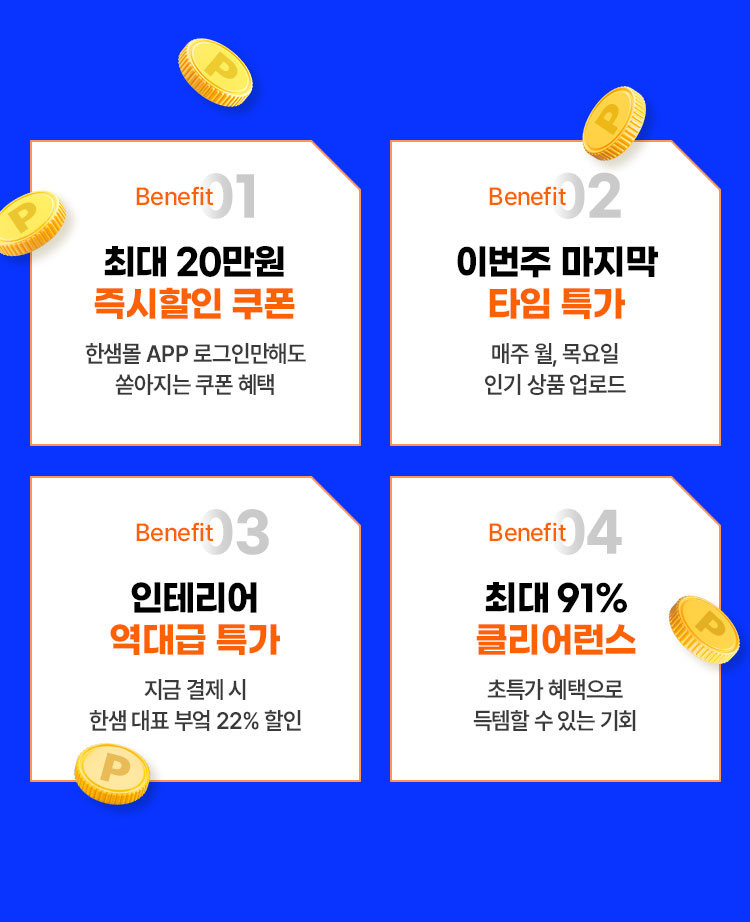 Benefit 01
최대 20만원
즉시할인 쿠폰
한샘몰 APP 로그인만해도
쏟아지는 쿠폰 혜택
Benefit 02
이번주 마지막
타임 특가
매주 월, 목요일
인기 상품 업로드
Benefit 03
인테리어
역대급 특가
지금 결제 시
한샘 대표 부엌 22% 할인
Benefit 04
최대 91%
클리어런스
초특가 혜택으로
득템할 수 있는 기회
P
P
P
P
P